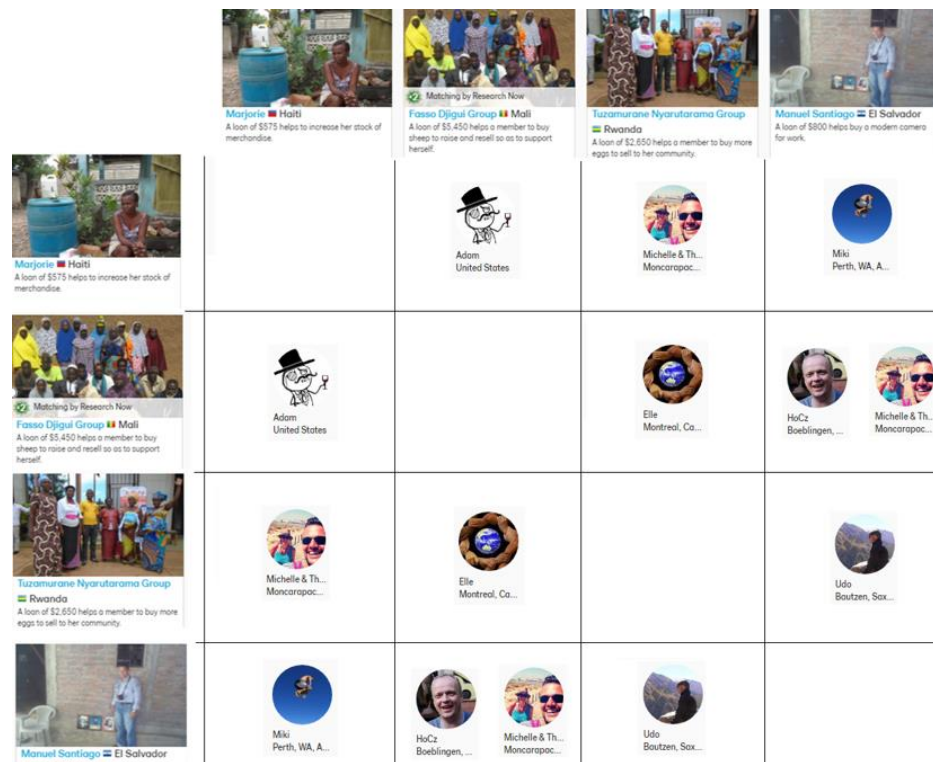 Marjorie Haiti
A loan of $575 helps to increase her stock of
merchandise.
+2 Matching by Research Now
Fasso Djigui Group Mali
A loan of $5,450 helps a member to buy
sheep to raise and resell so as to support
herself.
Tuzamurane Nyarutarama Group
Rwanda
A loan of $2,650 helps a member to buy more
eggs to sell to her community.
Manuel Santiago El Salvador
A loan of $800 helps buy a modern camera
for work.
Marjorie Haiti
A loan of $575 helps to increase her stock of
merchandise.
Adam
United States
Michelle & Th...
Moncarapac...
Miki
Perth, WA, A...
+2 Matching by Research Now
Fasso Djigui Group Mali
A loan of $5,450 helps a member to buy
sheep to raise and resell so as to support
herself.
Adam
United States
Elle
Montreal, Ca...
HoCz
Boeblingen, ...
Michelle & Th...
Moncarapac...
Tuzamurane Nyarutarama Group
Rwanda
A loan of $2,650 helps a member to buy more
eggs to sell to her community.
Michelle & Th...
Moncarapac...
Elle
Montreal, Ca...
Udo
Bautzen, Sax...
Manuel Santiago El Salvador
Miki
Perth, WA, A...
HoCz
Boeblingen, ...
Michelle & Th...
Moncarapac...
Udo
Bautzen, Sax...